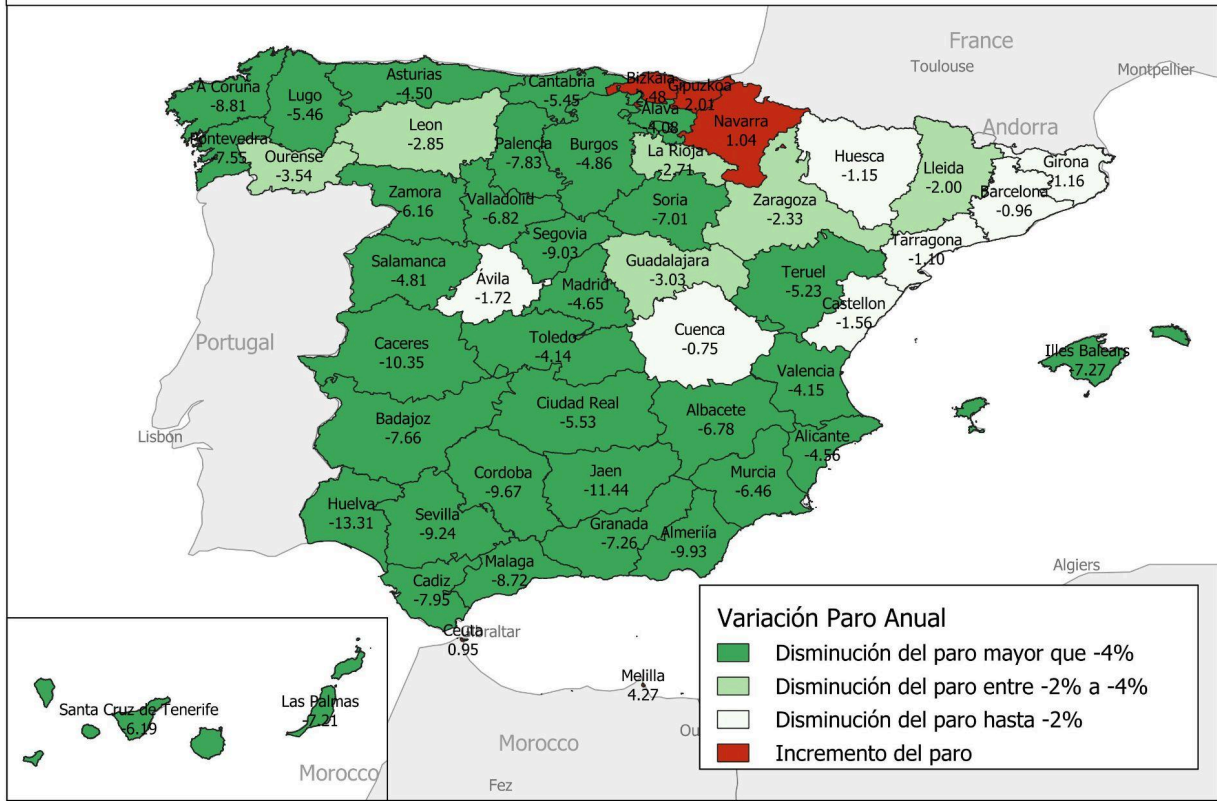 France
Toulouse
Montpellier
Andorra
A Coruña
-8.81
Lugo
-5.46
Asturias
-4.50
Cantabria
-5.45
Bizkaia
Gipuzkoa
2.01
Alava
-4.08
Navarra
1.04
Pontevedra
-7.55
Ourense
-3.54
Leon
-2.85
Palencia
-7.83
Burgos
-4.86
La Rioja
-2.71
Huesca
-1.15
Lleida
-2.00
Girona
-1.16
Barcelona
-0.96
Zamora
-6.16
Valladolid
-6.82
Soria
-7.01
Zaragoza
-2.33
Tarragona
-1.10
Segovia
-9.03
Salamanca
-4.81
Ávila
-1.72
Madrid
-4.65
Guadalajara
-3.03
Teruel
-5.23
Castellon
-1.56
Portugal
Caceres
-10.35
Toledo
-4.14
Cuenca
-0.75
Valencia
-4.15
Illes Balears
-7.27
Lisbon
Badajoz
-7.66
Ciudad Real
-5.53
Albacete
-6.78
Alicante
-4.56
Huelva
-13.31
Sevilla
-9.24
Cordoba
-9.67
Jaen
-11.44
Murcia
-6.46
Granada
-7.26
Almeriía
-9.93
Cadiz
-7.95
Malaga
-8.72
Algiers
Ceuta
0.95
Gibraltar
Melilla
4.27
Santa Cruz de Tenerife
-6.19
Las Palmas
-7.21
Morocco
Morocco
Fez
Variación Paro Anual
Disminución del paro mayor que -4%
Disminución del paro entre -2% a -4%
Disminución del paro hasta -2%
Incremento del paro